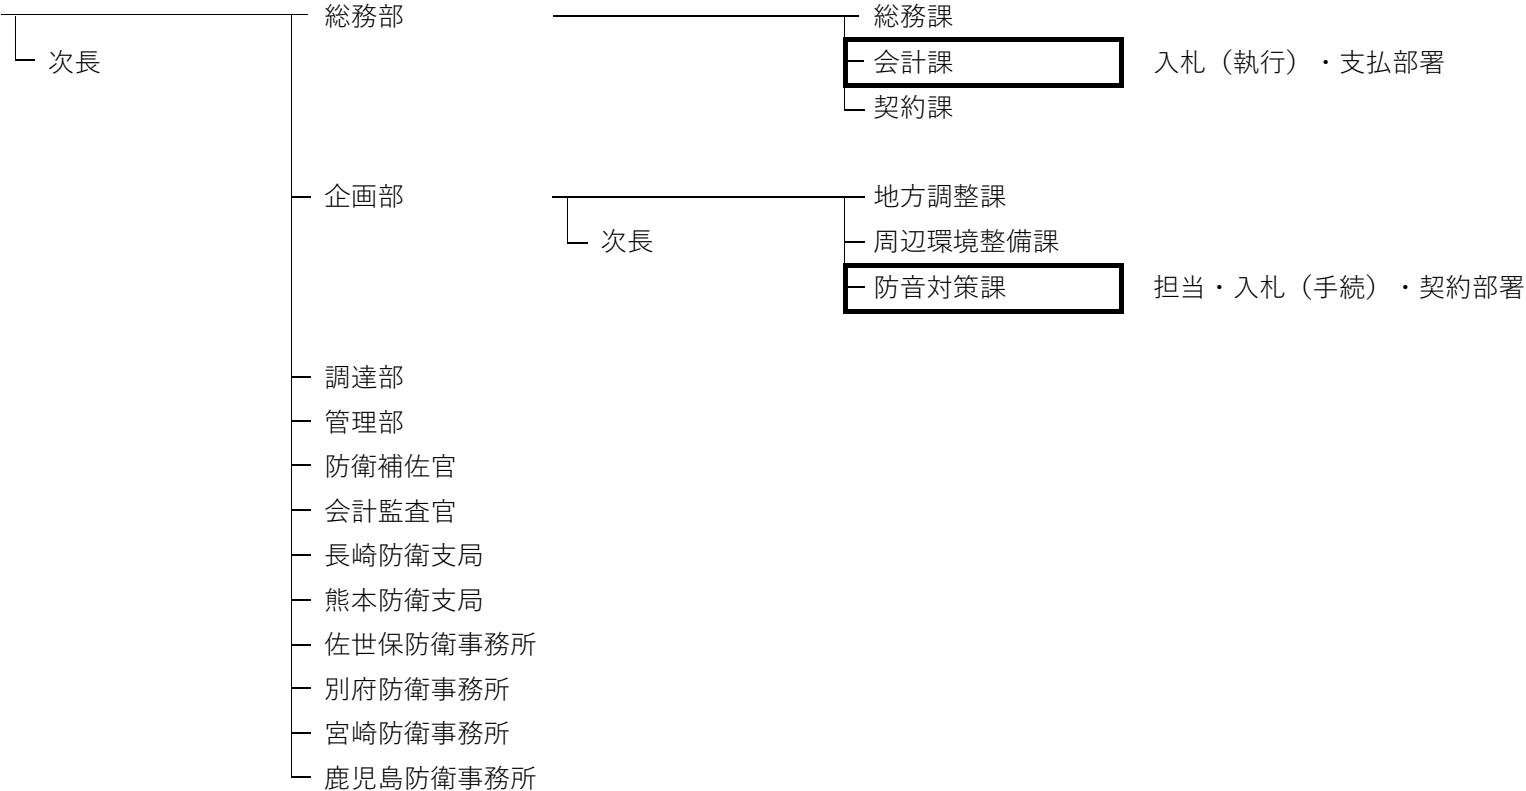 総務部 総務課
次長 会計課 入札（執行）・支払部署
契約課
企画部 地方調整課
次長 周辺環境整備課
防音対策課 担当・入札（手続）・契約部署
調達部
管理部
防衛補佐官
会計監査官
長崎防衛支局
熊本防衛支局
佐世保防衛事務所
別府防衛事務所
宮崎防衛事務所
鹿児島防衛事務所